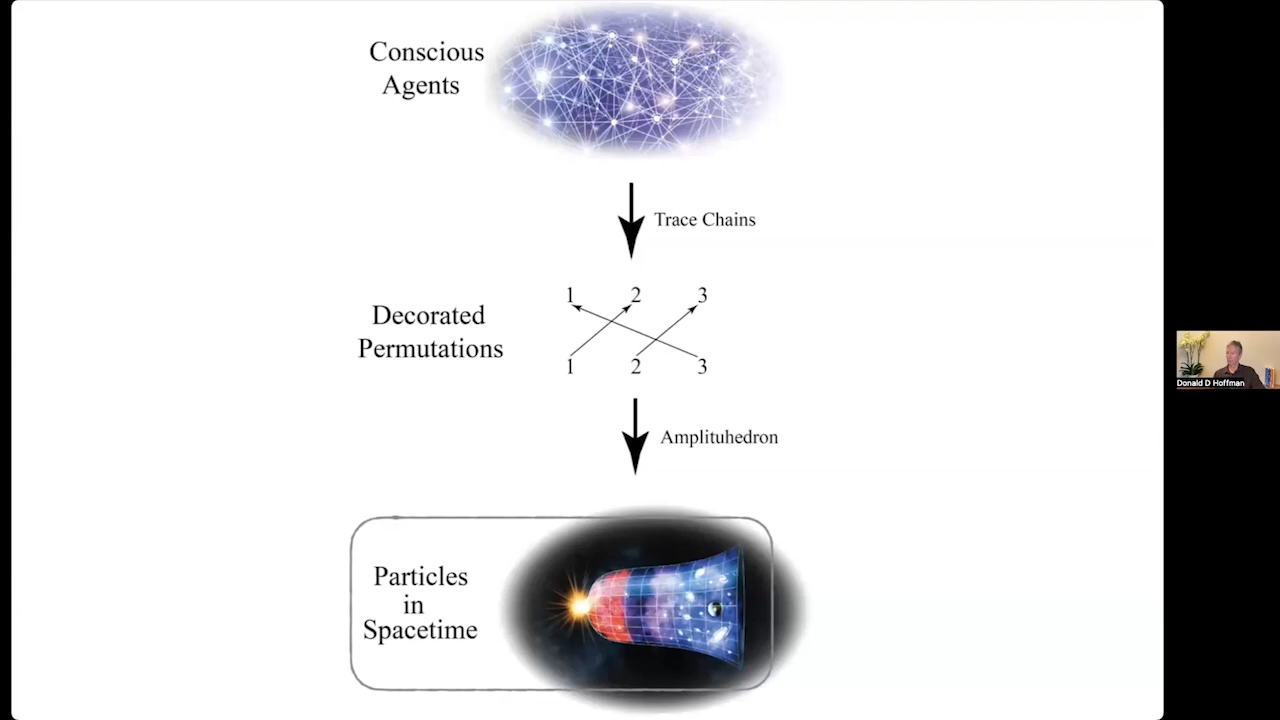 Conscious
Agents
Trace Chains
1 2 3
Decorated
Permutations
1 2 3
Amplituhedron
Particles
in
Spacetime
Donald D Hoffman